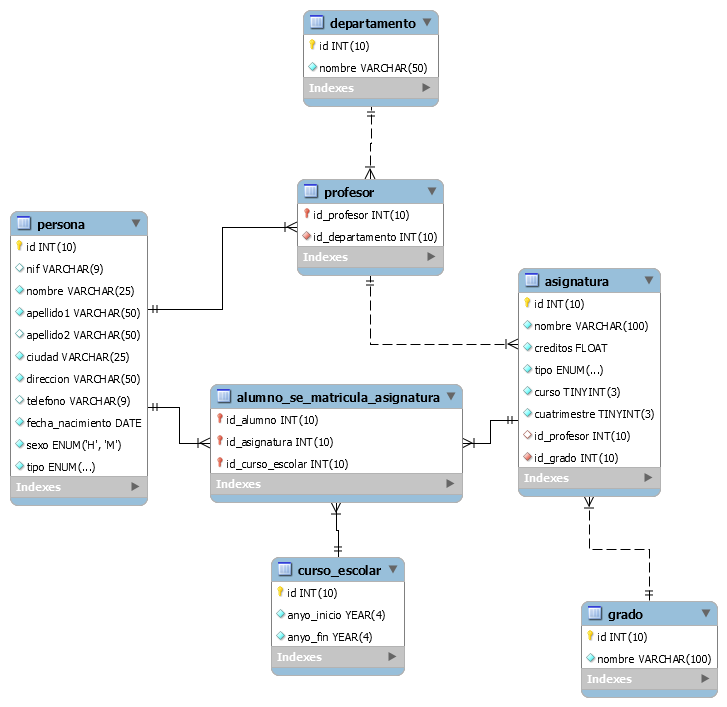 departamento
id INT(10)
nombre VARCHAR(50)
Indexes
profesor
id_profesor INT(10)
id_departamento INT(10)
Indexes
persona
id INT(10)
nif VARCHAR(9)
nombre VARCHAR(25)
apellido1 VARCHAR(50)
apellido2 VARCHAR(50)
ciudad VARCHAR(25)
direccion VARCHAR(50)
telefono VARCHAR(9)
fecha_nacimiento DATE
sexo ENUM('H', 'M')
tipo ENUM(...)
Indexes
asignatura
id INT(10)
nombre VARCHAR(100)
creditos FLOAT
tipo ENUM(...)
curso TINYINT(3)
cuatrimestre TINYINT(3)
id_profesor INT(10)
id_grado INT(10)
Indexes
alumno_se_matricula_asignatura
id_alumno INT(10)
id_asignatura INT(10)
id_curso_escolar INT(10)
Indexes
curso_escolar
id INT(10)
anyo_inicio YEAR(4)
anyo_fin YEAR(4)
Indexes
grado
id INT(10)
nombre VARCHAR(100)
Indexes